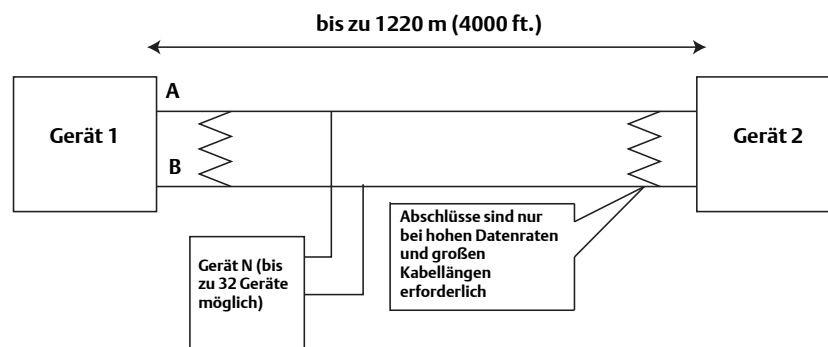 bis zu 1220 m (4000 ft.)
A
Gerät 1
Gerät 2
B
Abschlüsse sind nur
bei hohen Datenraten
und großen
Kabellängen
erforderlich
Gerät N (bis
zu 32 Geräte
möglich)